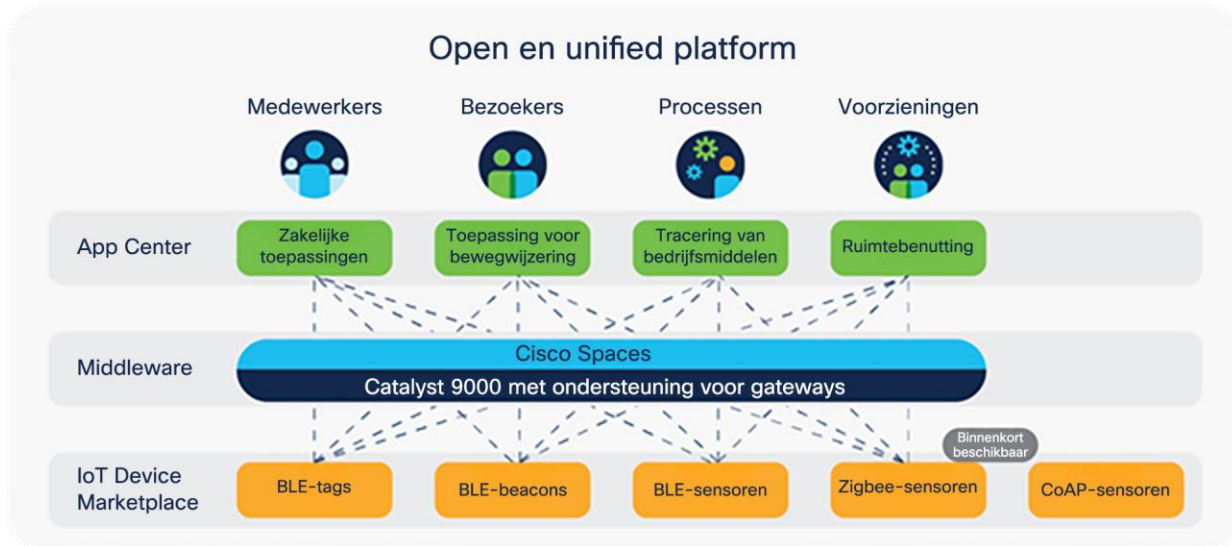 Open en unified platform
Medewerkers
Bezoekers
Processen
Voorzieningen
App Center
Zakelijke
toepassingen
Toepassing voor
bewegwijzering
Tracering van
bedrijfsmiddelen
Ruimtebenutting
Middleware
Cisco Spaces
Catalyst 9000 met ondersteuning voor gateways
Binnenkort
beschikbaar
IoT Device
Marketplace
BLE-tags
BLE-beacons
BLE-sensoren
Zigbee-sensoren
CoAP-sensoren